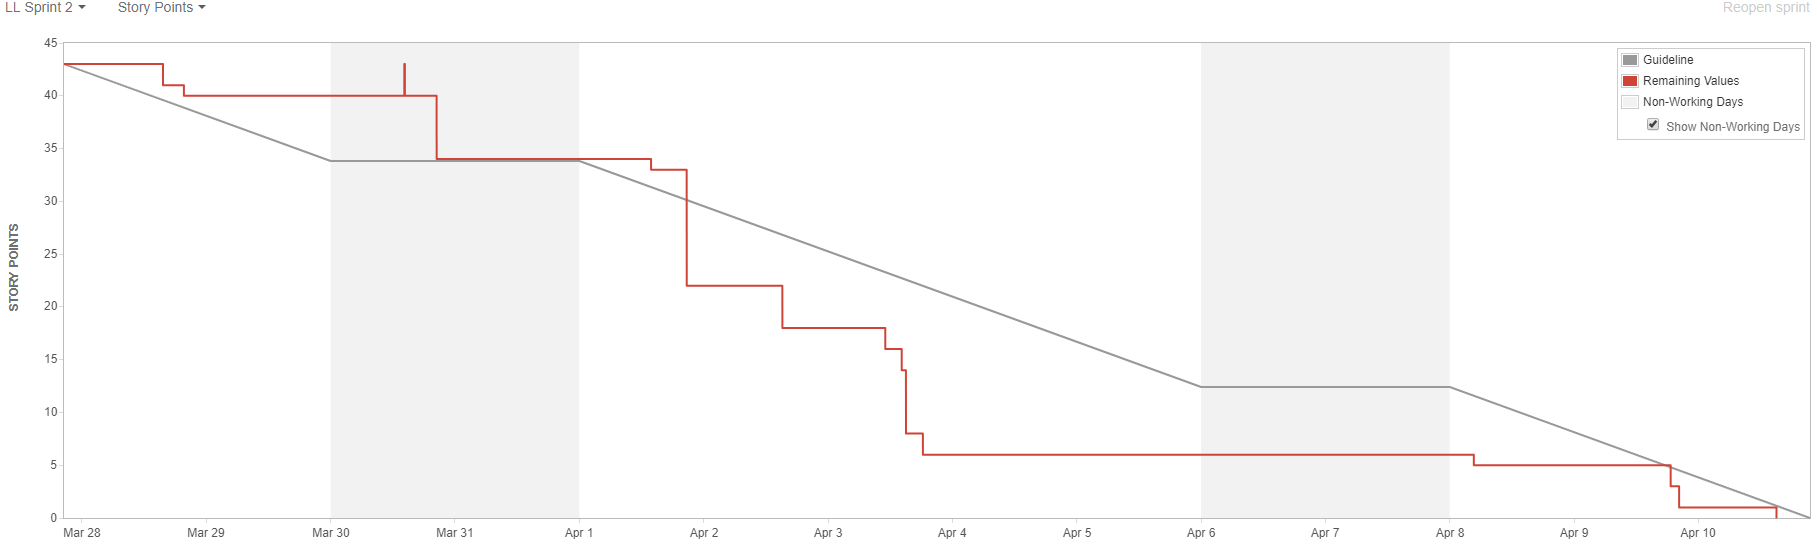 LL Sprint 2 Story Points Reopen sprint
45
40
35
30
25
20
15
10
5
0
STORY POINTS
Guideline
Remaining Values
Non-Working Days
Show Non-Working Days
Mar 28 Mar 29 Mar 30 Mar 31 Apr 1 Apr 2 Apr 3 Apr 4 Apr 5 Apr 6 Apr 7 Apr 8 Apr 9 Apr 10